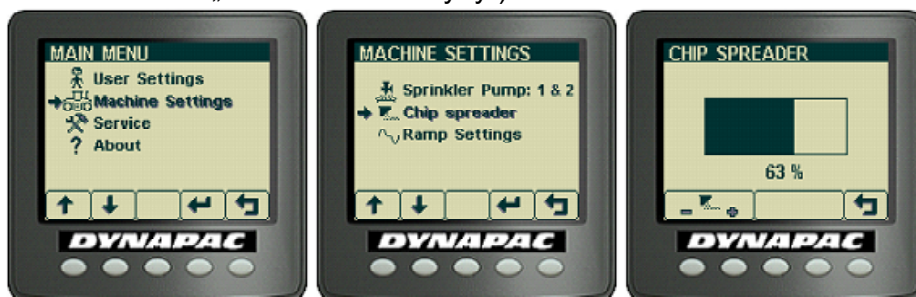 MAIN MENU
User Settings
Machine Settings
Service
? About
DYNAPAC
MACHINE SETTINGS
Sprinkler Pump: 1 & 2
Chip spreader
Ramp Settings
DYNAPAC
CHIP SPREADER
63 %
- +
DYNAPAC